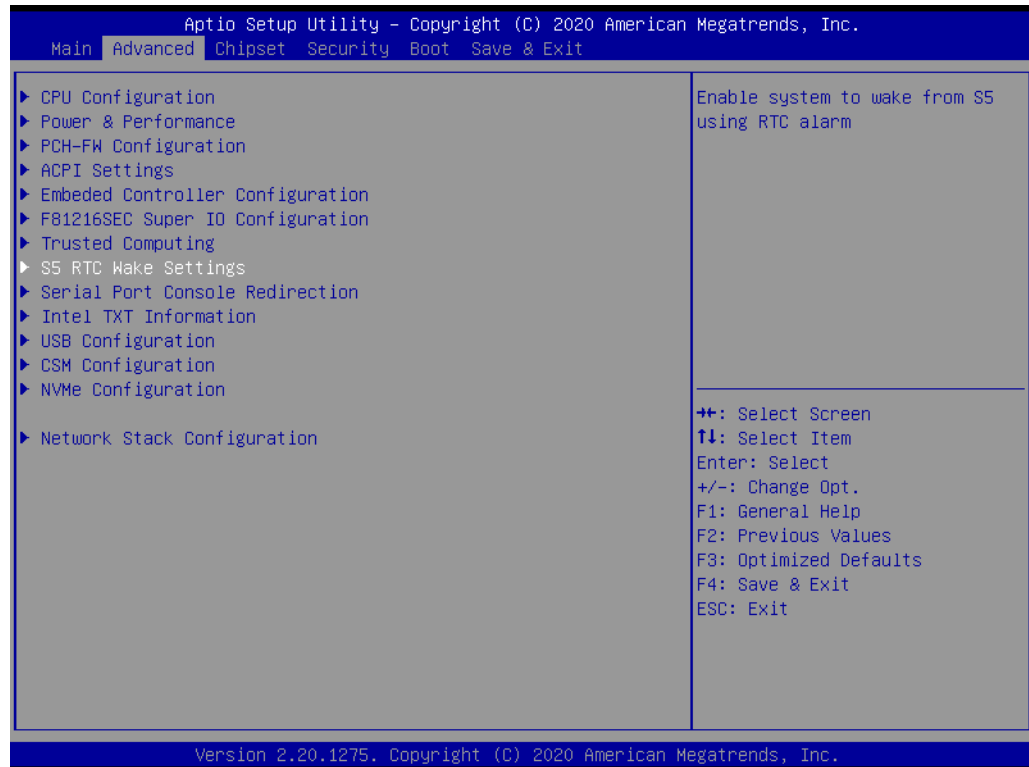 Aptio Setup Utility – Copyright (C) 2020 American Megatrends, Inc.
Main Advanced Chipset Security Boot Save & Exit
▶ CPU Configuration
▶ Power & Performance
▶ PCH-FW Configuration
▶ ACPI Settings
▶ Embeded Controller Configuration
▶ F81216SEC Super IO Configuration
▶ Trusted Computing
▶ S5 RTC Wake Settings
▶ Serial Port Console Redirection
▶ Intel TXT Information
▶ USB Configuration
▶ CSM Configuration
▶ NVMe Configuration
▶ Network Stack Configuration
Enable system to wake from S5
using RTC alarm
→←: Select Screen
↑↓: Select Item
Enter: Select
+/-: Change Opt.
F1: General Help
F2: Previous Values
F3: Optimized Defaults
F4: Save & Exit
ESC: Exit
Version 2.20.1275. Copyright (C) 2020 American Megatrends, Inc.